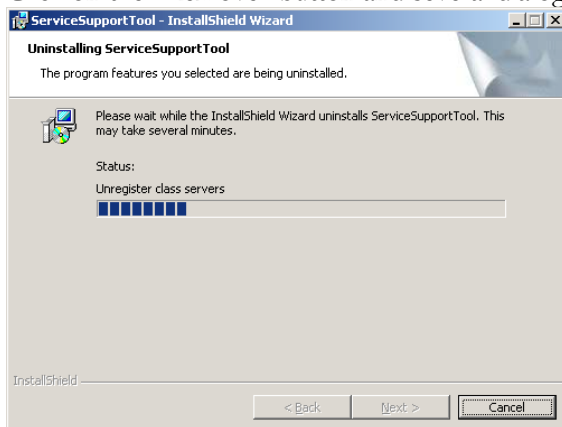 ServiceSupportTool - InstallShield Wizard
Uninstalling ServiceSupportTool
The program features you selected are being uninstalled.
Please wait while the InstallShield Wizard uninstalls ServiceSupportTool. This
may take several minutes.
Status:
Unregister class servers
InstallShield
< Back Next > Cancel